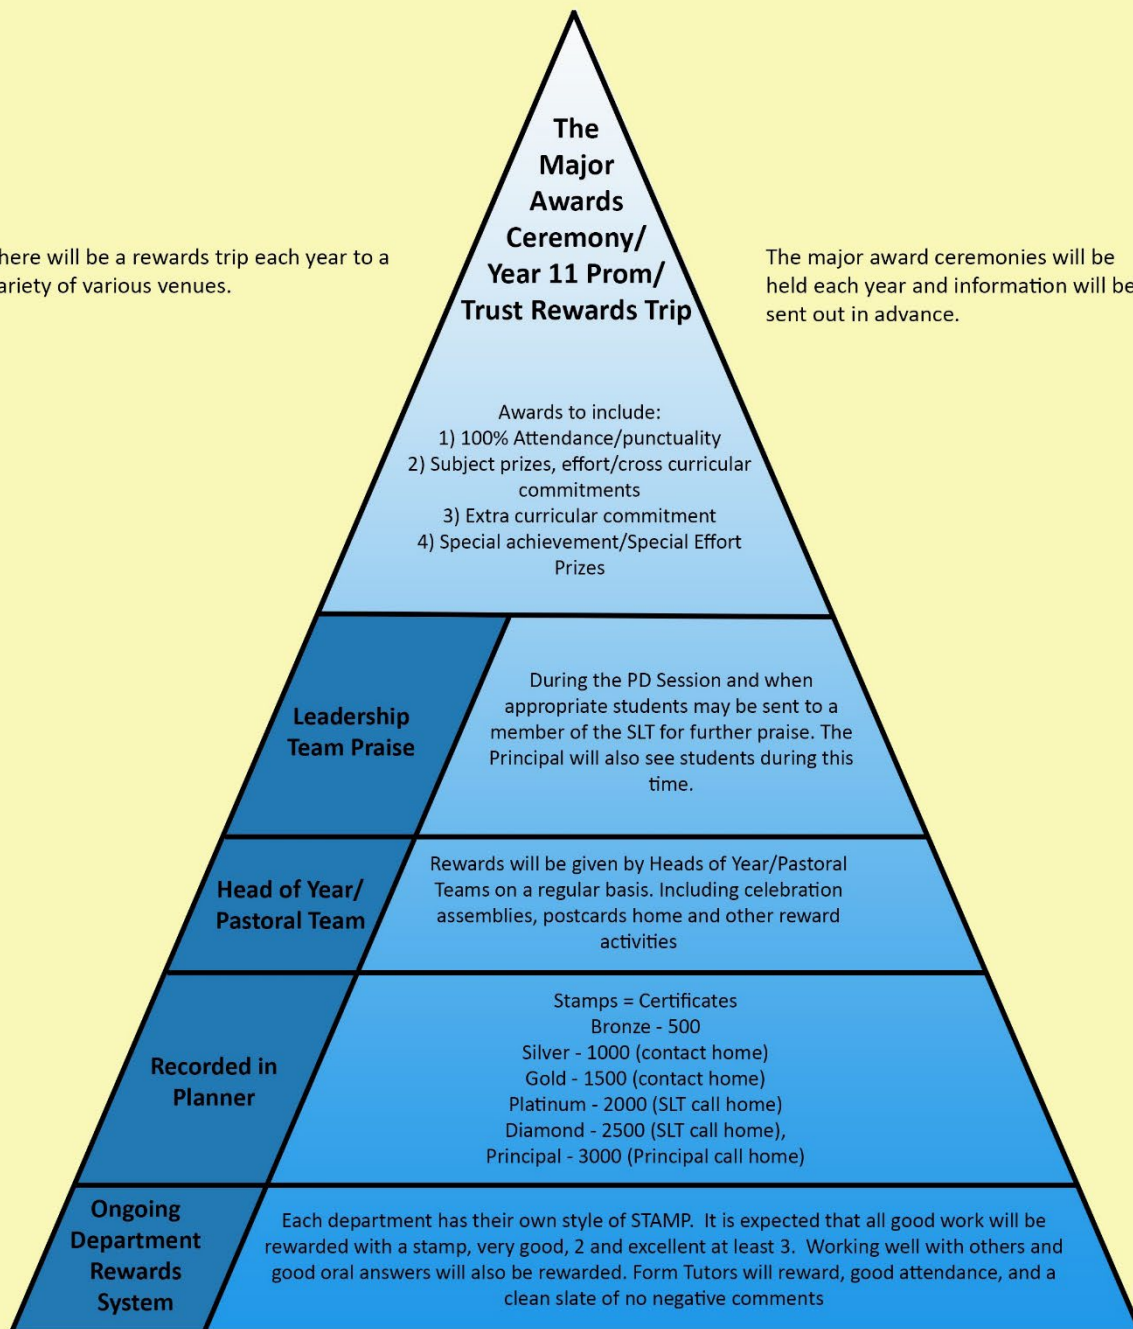 The
Major
Awards
Ceremony/
Year 11 Prom/
Trust Rewards Trip
here will be a rewards trip each year to a
ariety of various venues.
The major award ceremonies will be
held each year and information will be
sent out in advance.
Awards to include:
1) 100% Attendance/punctuality
2) Subject prizes, effort/cross curricular
commitments
3) Extra curricular commitment
4) Special achievement/Special Effort
Prizes
Leadership
Team Praise
During the PD Session and when
appropriate students may be sent to a
member of the SLT for further praise. The
Principal will also see students during this
time.
Head of Year/
Pastoral Team
Rewards will be given by Heads of Year/Pastoral
Teams on a regular basis. Including celebration
assemblies, postcards home and other reward
activities
Recorded in
Planner
Stamps = Certificates
Bronze - 500
Silver - 1000 (contact home)
Gold - 1500 (contact home)
Platinum - 2000 (SLT call home)
Diamond - 2500 (SLT call home),
Principal - 3000 (Principal call home)
Ongoing
Department
Rewards
System
Each department has their own style of STAMP.  It is expected that all good work will be
rewarded with a stamp, very good, 2 and excellent at least 3.  Working well with others and
good oral answers will also be rewarded. Form Tutors will reward, good attendance, and a
clean slate of no negative comments